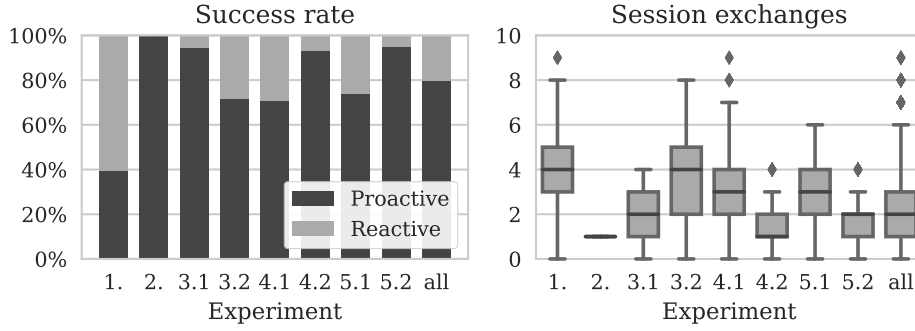 Success rate
100%
80%
60%
40%
20%
0%
Proactive
Reactive
1. 2. 3.1 3.2 4.1 4.2 5.1 5.2 all
Experiment
Session exchanges
10
8
6
4
2
0
1. 2. 3.1 3.2 4.1 4.2 5.1 5.2 all
Experiment